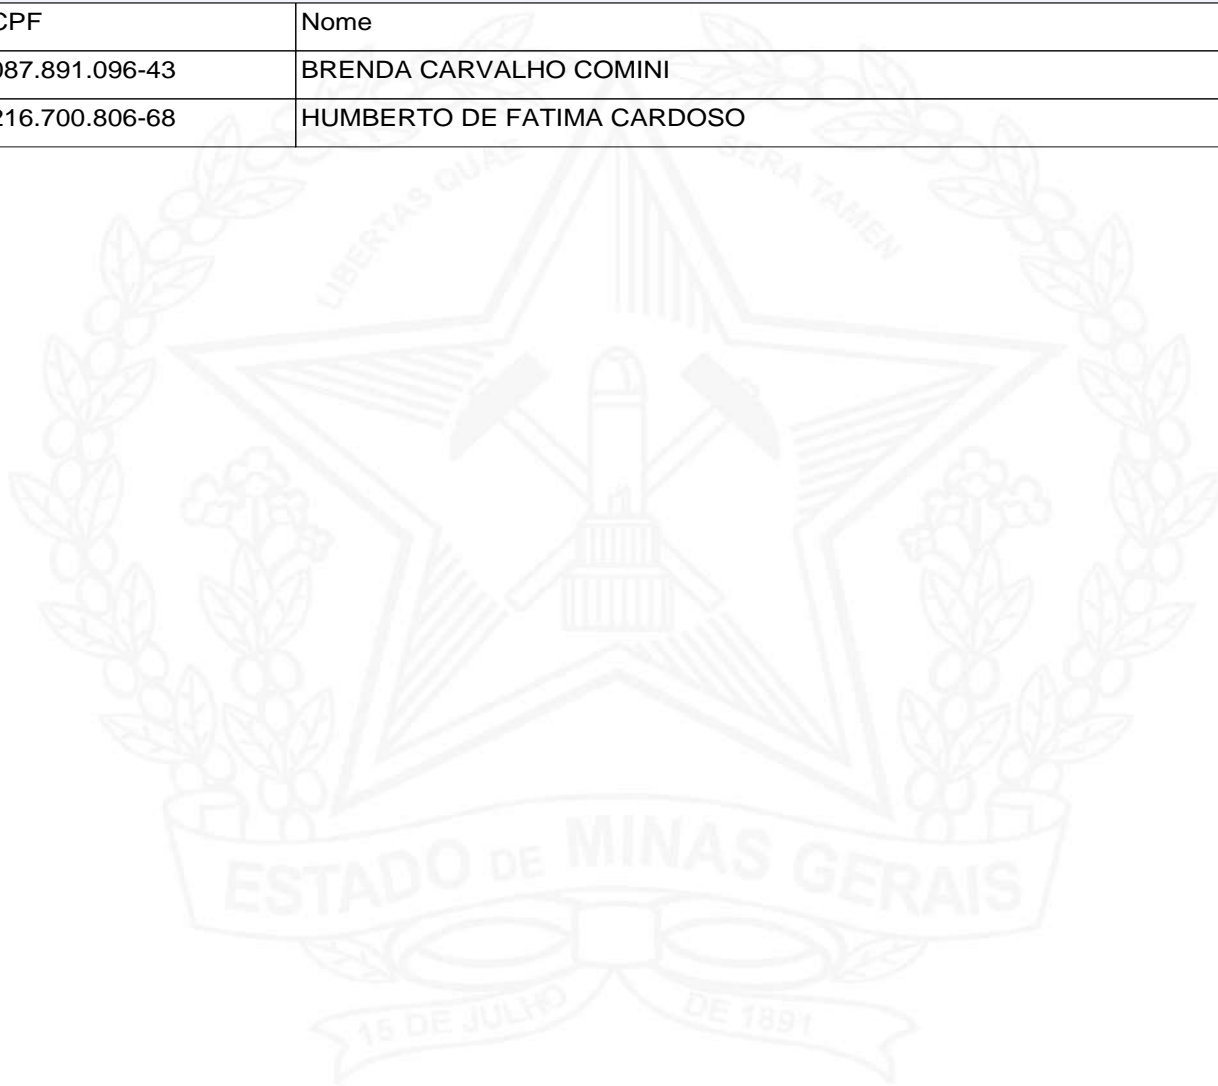 CPF Nome
087.891.096-43 BRENDA CARVALHO COMINI
216.700.806-68 HUMBERTO DE FATIMA CARDOSO
LIBERTAS QUAE SERA TAMEN
ESTADO DE MINAS GERAIS
15 DE JULHO DE 1891